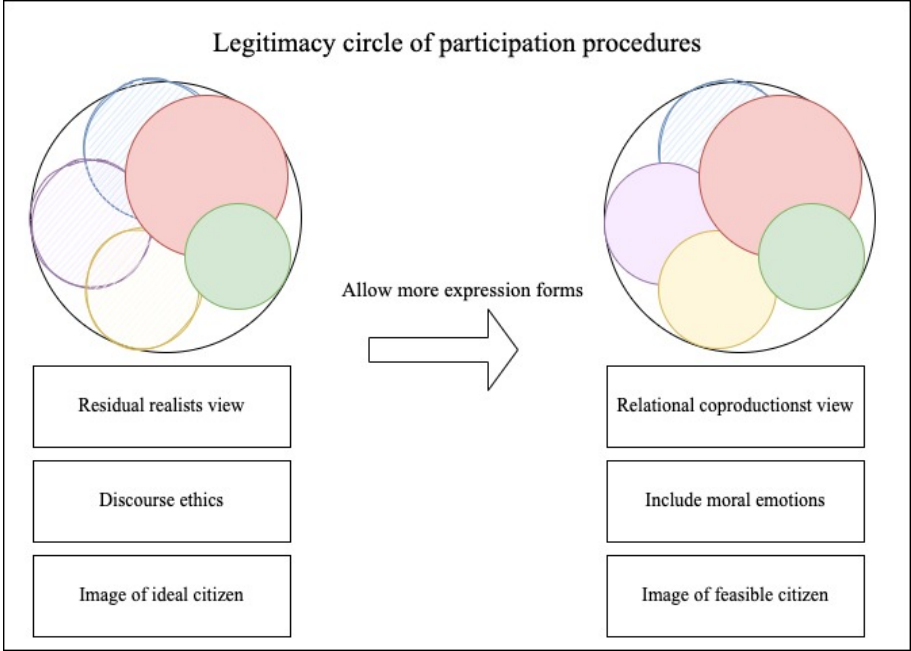 Legitimacy circle of participation procedures
Allow more expression forms
Residual realists view
Relational coproductionst view
Discourse ethics
Include moral emotions
Image of ideal citizen
Image of feasible citizen